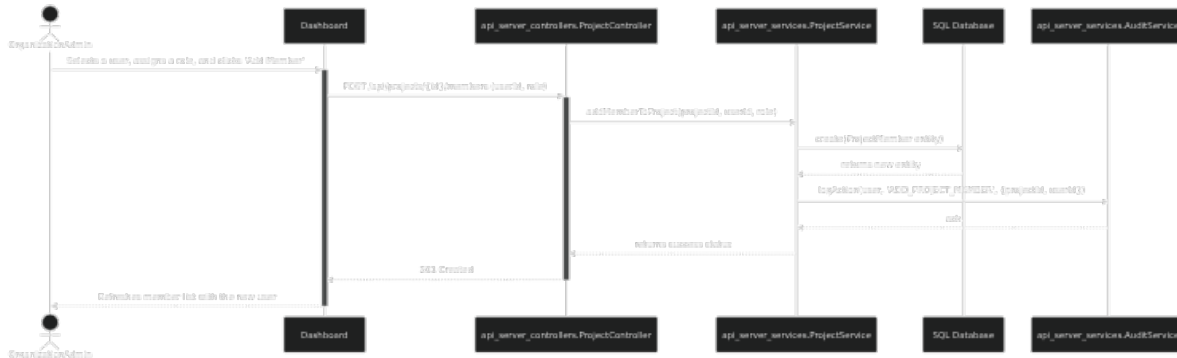 Dashboard
api_server_controllers.ProjectController
api_server_services.ProjectService
SQL Database
api_server_services.AuditService
OrganizationAdmin
Selects a user, assigns a role, and clicks "Add Member"
POST /api/projects/{id}/members (userId, role)
addMemberToProject(projectId, userId, role)
create(ProjectMember entity)
returns new entity
logAction(user, 'ADD_PROJECT_MEMBER', {projectId, userId})
returns success status
201 Created
Refreshes member list with the new user
Dashboard
api_server_controllers.ProjectController
api_server_services.ProjectService
SQL Database
api_server_services.AuditService
OrganizationAdmin